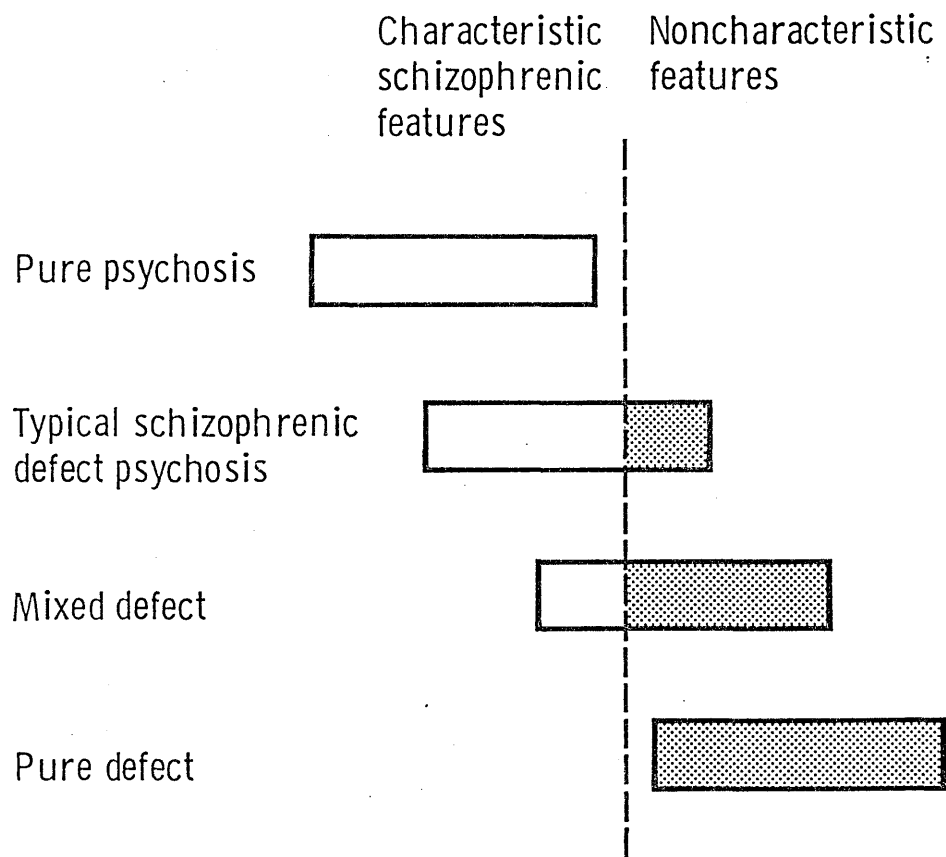 Characteristic
schizophrenic
features
Noncharacteristic
features
Pure psychosis
Typical schizophrenic
defect psychosis
Mixed defect
Pure defect